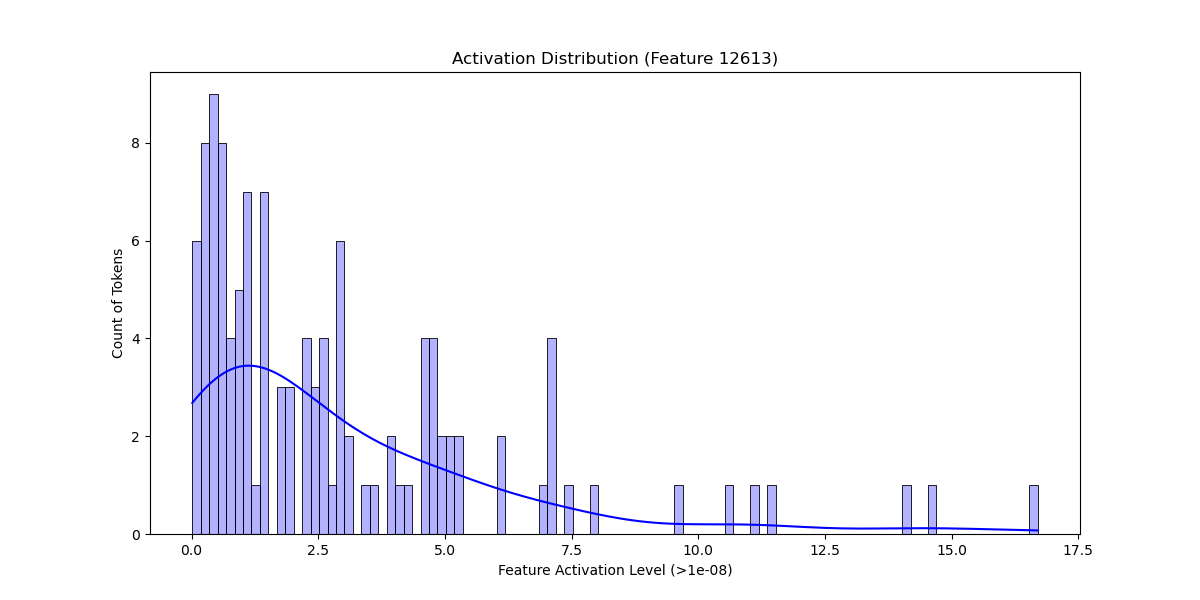 Activation Distribution (Feature 12613)
Count of Tokens
8
6
4
2
0
0.0 2.5 5.0 7.5 10.0 12.5 15.0 17.5
Feature Activation Level (>1e-08)